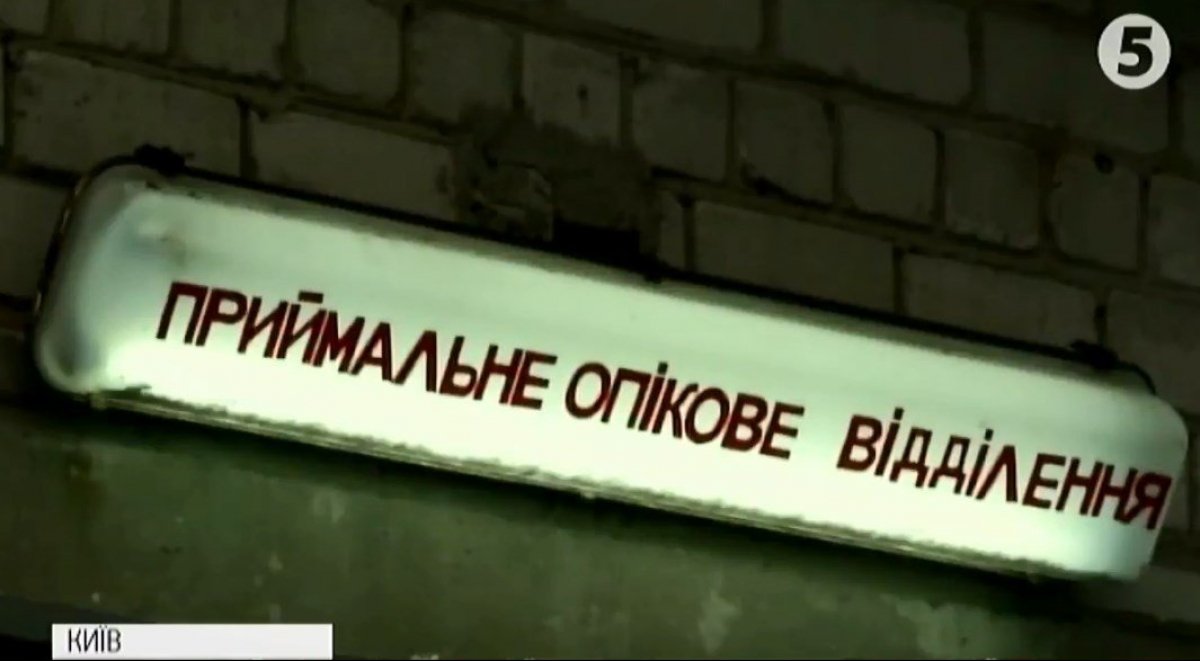 5
ПРИЙМАЛЬНЕ ОПІКОВЕ ВІДДІЛЕННЯ
КИЇВ